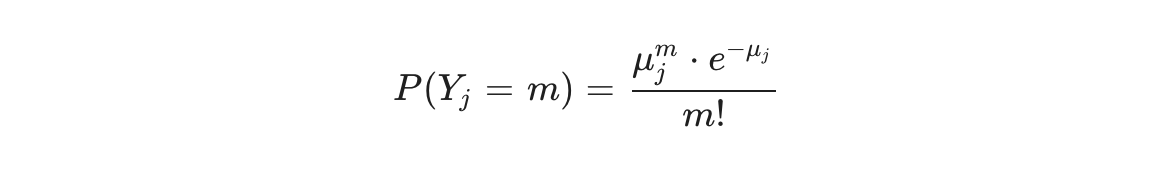 P(Y_j = m) = \frac{\mu_j^m \cdot e^{-\mu_j}}{m!}